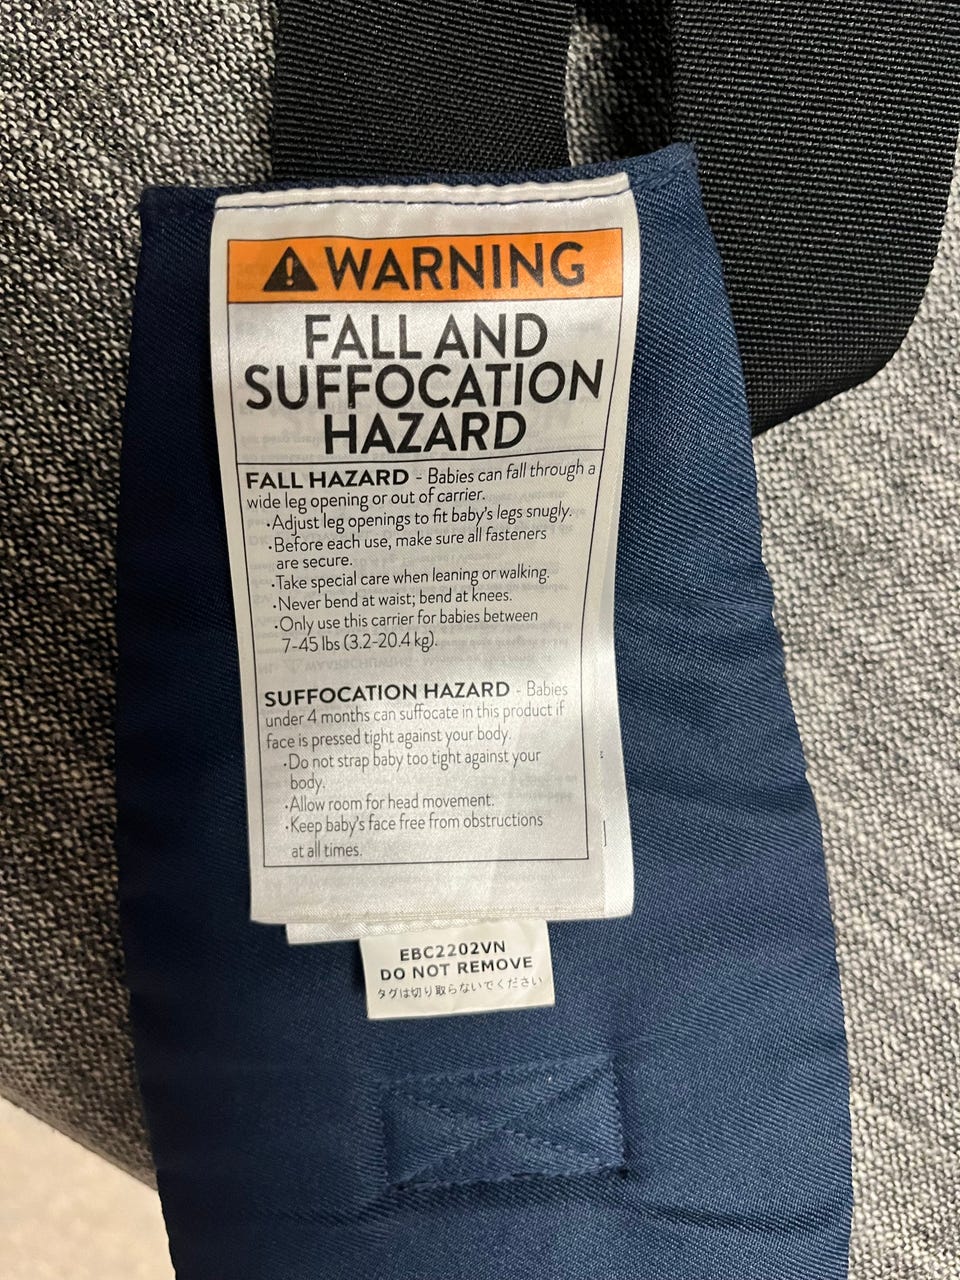 WARNING
FALL AND
SUFFOCATION
HAZARD
FALL HAZARD - Babies can fall through a
wide leg opening or out of carrier.
·Adjust leg openings to fit baby's legs snugly.
·Before each use, make sure all fasteners
are secure.
·Take special care when leaning or walking.
·Never bend at waist; bend at knees.
·Only use this carrier for babies between
7-45 lbs (3.2-20.4 kg).
SUFFOCATION HAZARD - Babies
under 4 months can suffocate in this product if
face is pressed tight against your body.
·Do not strap baby too tight against your
body.
·Allow room for head movement.
·Keep baby's face free from obstructions
at all times.
EBC2202VN
DO NOT REMOVE
タグは切り取らないでください